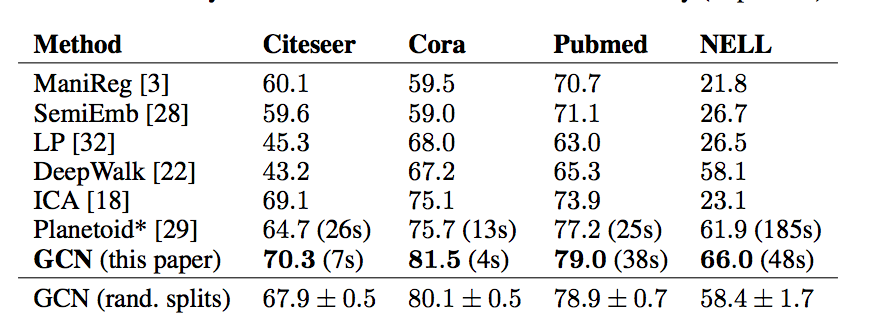 Method Citeseer Cora Pubmed NELL
ManiReg [3] 60.1 59.5 70.7 21.8
SemiEmb [28] 59.6 59.0 71.1 26.7
LP [32] 45.3 68.0 63.0 26.5
DeepWalk [22] 43.2 67.2 65.3 58.1
ICA [18] 69.1 75.1 73.9 23.1
Planetoid* [29] 64.7 (26s) 75.7 (13s) 77.2 (25s) 61.9 (185s)
GCN (this paper) 70.3 (7s) 81.5 (4s) 79.0 (38s) 66.0 (48s)
GCN (rand. splits) 67.9 ± 0.5 80.1 ± 0.5 78.9 ± 0.7 58.4 ± 1.7